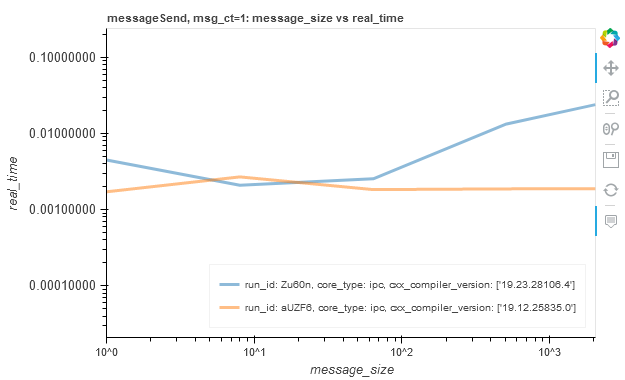 messageSend, msg_ct=1: message_size vs real_time
0.10000000
0.01000000
0.00100000
0.00010000
real_time
run_id: Zu60n, core_type: ipc, cxx_compiler_version: ['19.23.28106.4']
run_id: aUZF6, core_type: ipc, cxx_compiler_version: ['19.12.25835.0']
10^0
10^1
10^2
10^3
message_size